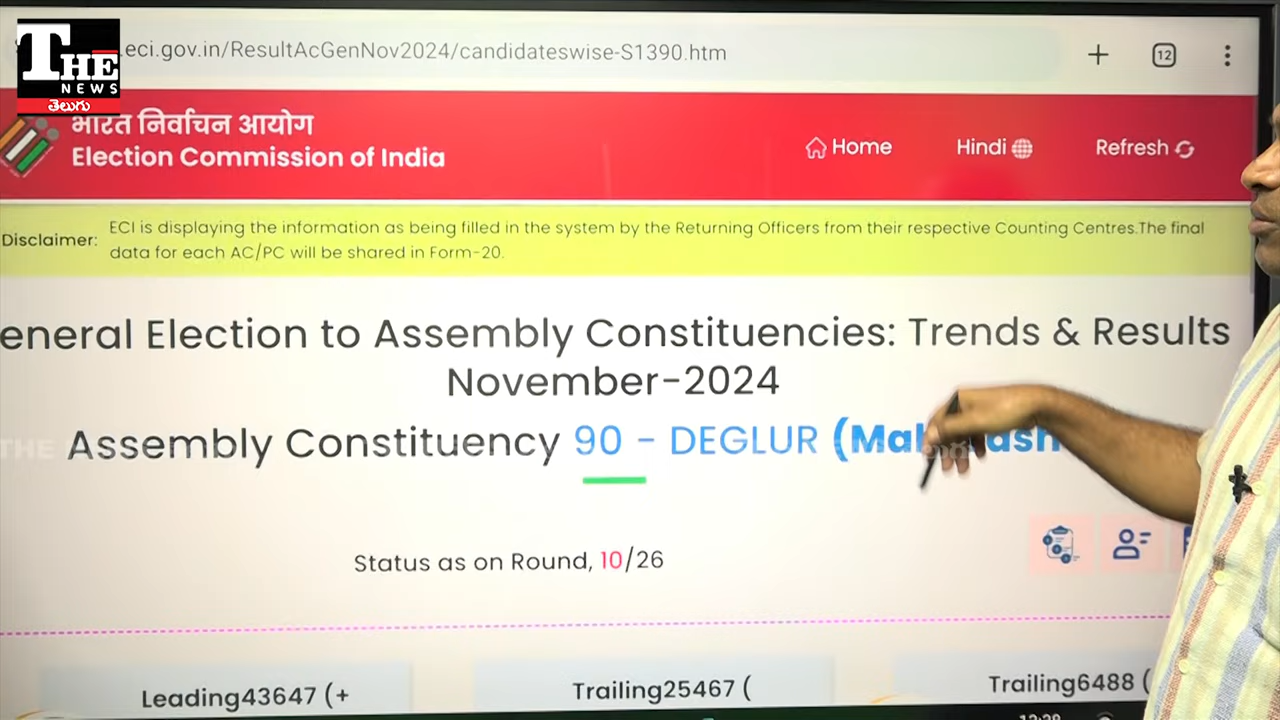 THE
NEWS
తెలుగు
.eci.gov.in/ResultAcGenNov2024/candidateswise-S1390.htm
12
भारत निर्वाचन आयोग
Election Commission of India
Home
Hindi
Refresh
Disclaimer:
ECI is displaying the information as being filled in the system by the Returning Officers from their respective Counting Centres.The final
data for each AC/PC will be shared in Form-20.
eneral Election to Assembly Constituencies: Trends & Results
November-2024
Assembly Constituency 90 - DEGLUR (Mah ash
THE
Status as on Round, 10/26
Leading43647 (+
Trailing25467 (
Trailing6488 (